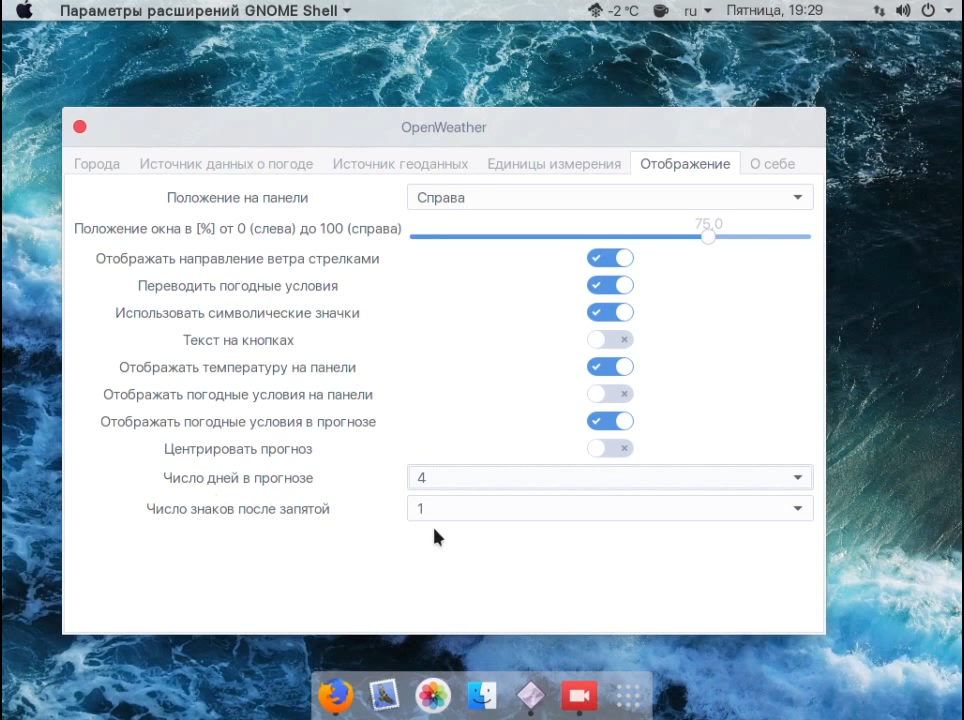 Параметры расширений GNOME Shell
-2 °C
ru
Пятница, 19:29
OpenWeather
Города
Источник данных о погоде
Источник геоданных
Единицы измерения
Отображение
О себе
Положение на панели
Справа
Положение окна в [%] от 0 (слева) до 100 (справа)
75,0
Отображать направление ветра стрелками
Переводить погодные условия
Использовать символические значки
Текст на кнопках
Отображать температуру на панели
Отображать погодные условия на панели
Отображать погодные условия в прогнозе
Центрировать прогноз
Число дней в прогнозе
4
Число знаков после запятой
1